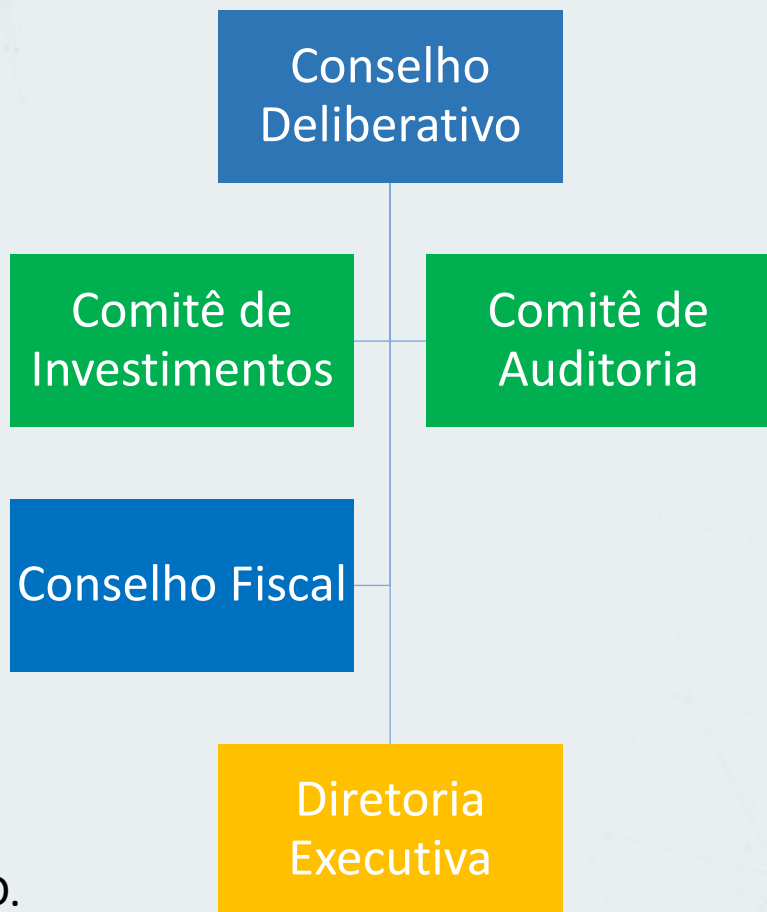 Conselho
Deliberativo
Comitê de
Investimentos
Comitê de
Auditoria
Conselho Fiscal
Diretoria
Executiva